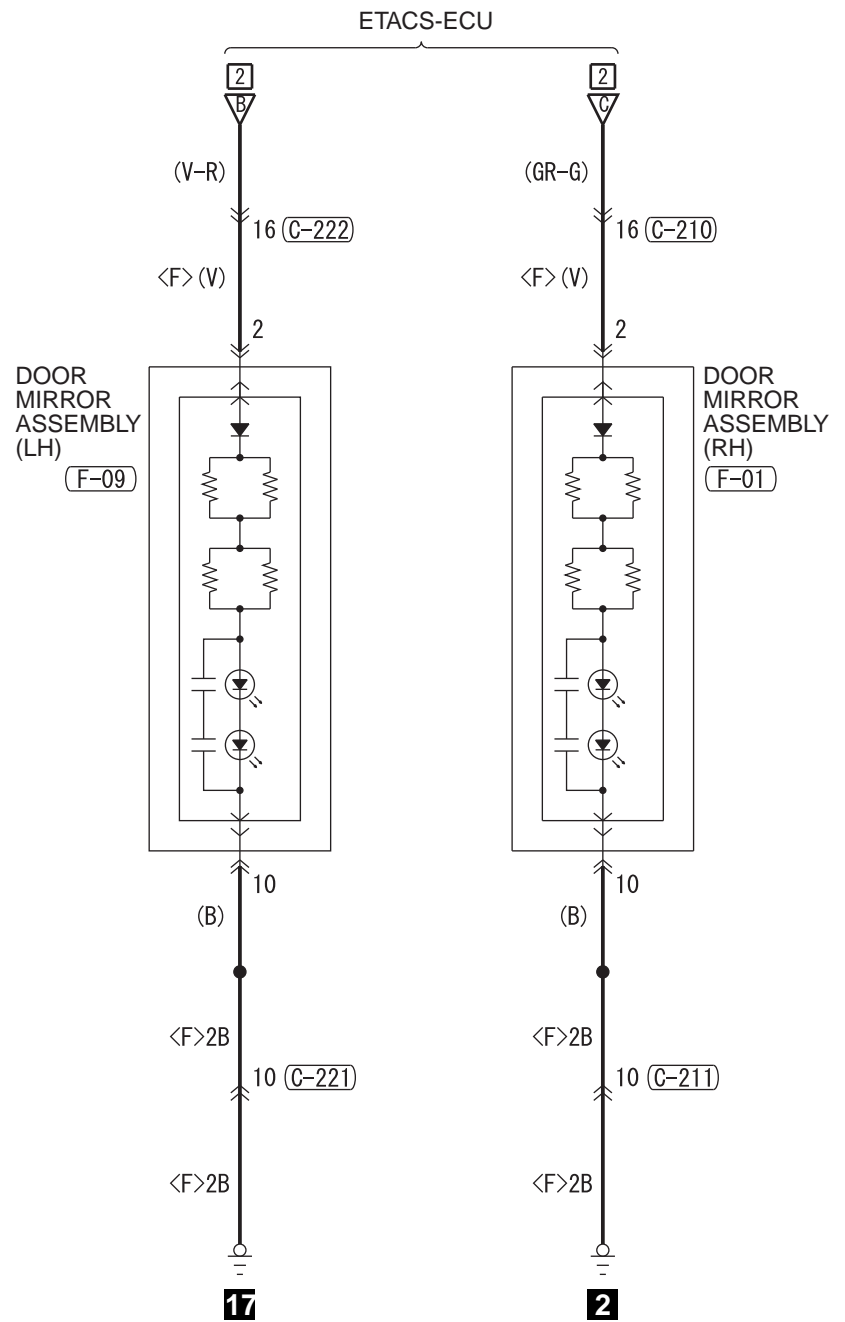 ETACS-ECU
2 2
B C
(V-R) (GR-G)
16 (C-222) 16 (C-210)
<F>(V) <F>(V)
2 2
DOOR
MIRROR
ASSEMBLY
(LH)
F-09
DOOR
MIRROR
ASSEMBLY
(RH)
F-01
10 10
(B) (B)
<F>2B <F>2B
10 (C-221) 10 (C-211)
<F>2B <F>2B
17 2